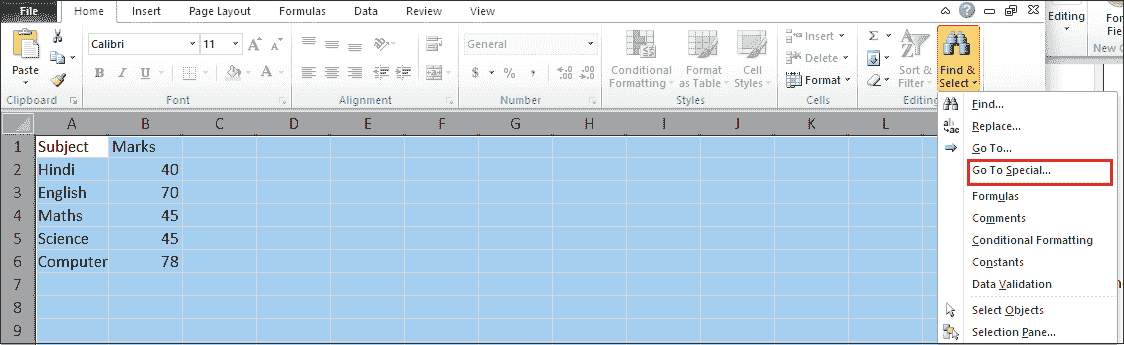 File Home Insert Page Layout Formulas Data Review View
Calibri 11 A A General Insert Σ A Z Editing
Paste Conditional Format Cell Delete Sort & Find &
B I U A $ % , .00 .0 Formatting as Table Styles Format Filter Select
Clipboard Font Alignment Number Styles Cells Editing
Find...
Replace...
Go To...
Go To Special...
Formulas
Comments
Conditional Formatting
Constants
Data Validation
Select Objects
Selection Pane...
A B C D E F G H I J K L
1 Subject Marks
2 Hindi 40
3 English 70
4 Maths 45
5 Science 45
6 Computer 78
7
8
9